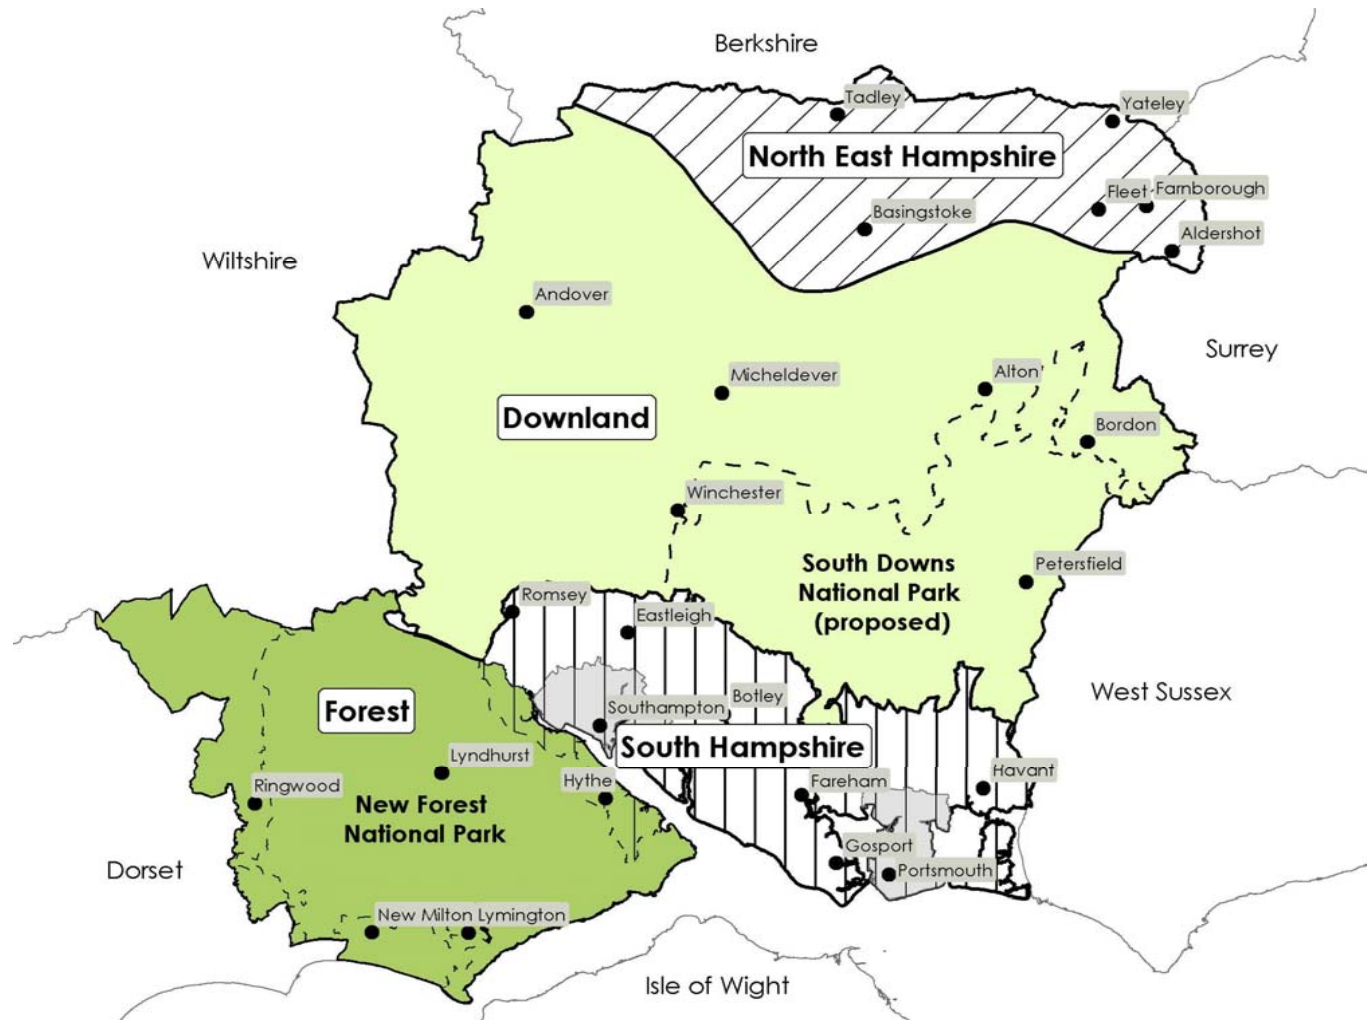 Berkshire
Tadley
Yateley
North East Hampshire
Fleet
Farnborough
Basingstoke
Aldershot
Wiltshire
Andover
Surrey
Micheldever
Alton
Downland
Bordon
Winchester
South Downs
National Park
(proposed)
Petersfield
Romsey
Eastleigh
West Sussex
Botley
Forest
Southampton
South Hampshire
Lyndhurst
Havant
Ringwood
Hythe
Fareham
New Forest
National Park
Gosport
Dorset
Portsmouth
New Milton
Lymington
Isle of Wight